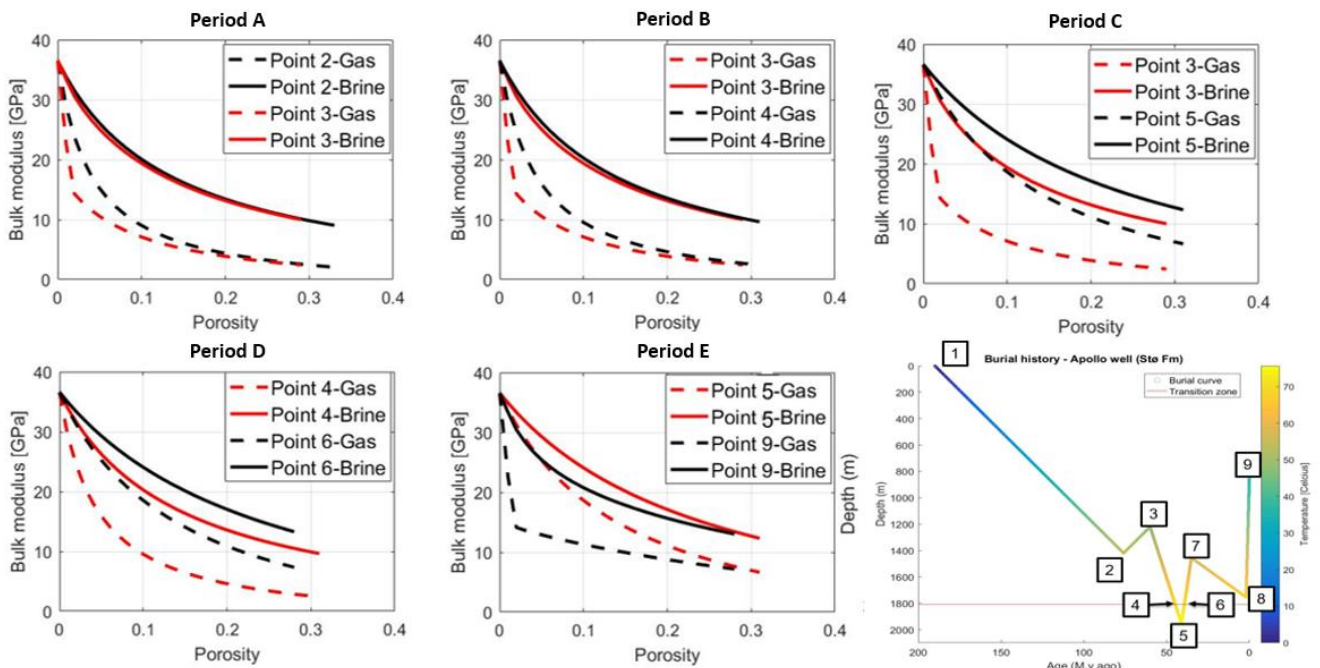 Period A
40
30
20
10
0
Bulk modulus [GPa]
Point 2-Gas
Point 2-Brine
Point 3-Gas
Point 3-Brine
0 0.1 0.2 0.3 0.4
Porosity
Period B
40
30
20
10
0
Bulk modulus [GPa]
Point 3-Gas
Point 3-Brine
Point 4-Gas
Point 4-Brine
0 0.1 0.2 0.3 0.4
Porosity
Period C
40
30
20
10
0
Bulk modulus [GPa]
Point 3-Gas
Point 3-Brine
Point 5-Gas
Point 5-Brine
0 0.1 0.2 0.3 0.4
Porosity
Period D
40
30
20
10
0
Bulk modulus [GPa]
Point 4-Gas
Point 4-Brine
Point 6-Gas
Point 6-Brine
0 0.1 0.2 0.3 0.4
Porosity
Period E
40
30
20
10
0
Bulk modulus [GPa]
Point 5-Gas
Point 5-Brine
Point 9-Gas
Point 9-Brine
0 0.1 0.2 0.3 0.4
Porosity
Burial history - Apollo well (Stø Fm)
Burial curve
Transition zone
Depth (m)
Depth (m)
0
200
400
600
800
1000
1200
1400
1600
1800
2000
1
2
3
4
5
6
7
8
9
200 150 100 50 0
Age (M.y ago)
70
60
50
40
30
20
10
0
Temperature [Celcius]